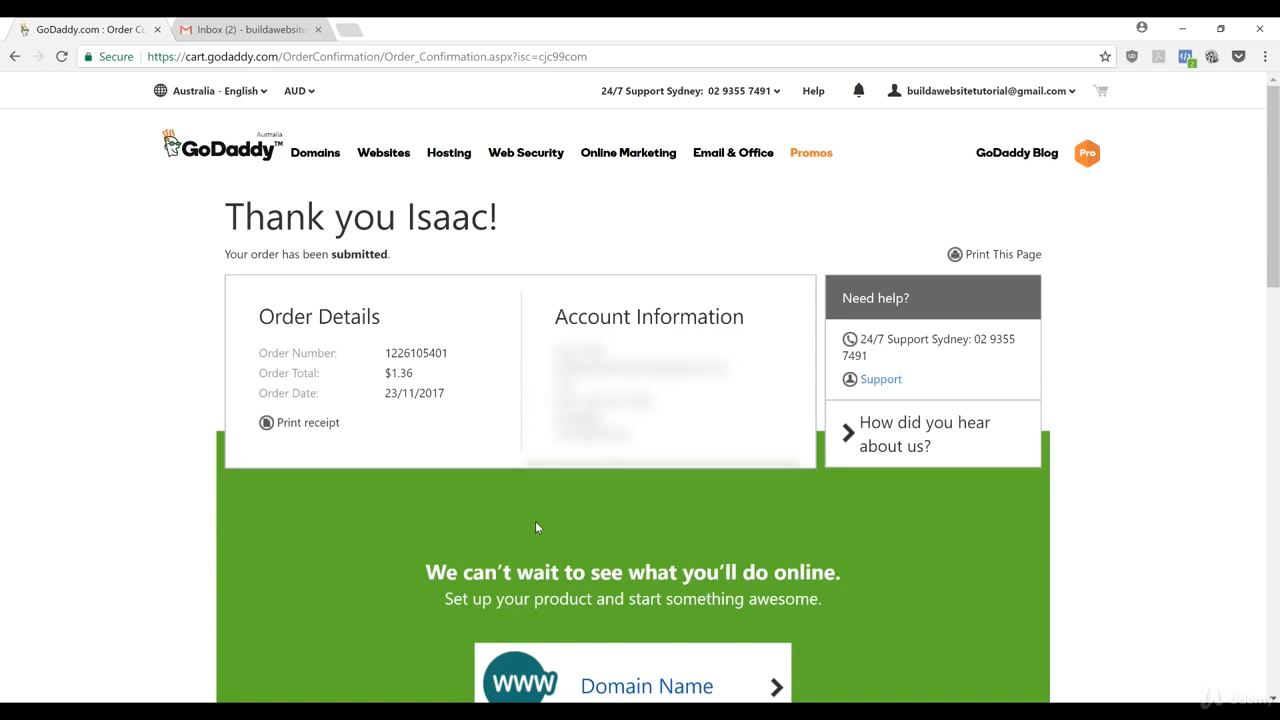 GoDaddy.com : Order Co
Inbox (2) - buildawebsite
Secure
https://cart.godaddy.com/OrderConfirmation/Order_Confirmation.aspx?isc=cjc99com
2
Australia - English
AUD
24/7 Support Sydney: 02 9355 7491
Help
buildawebsitetutorial@gmail.com
Australia
GoDaddy™
Domains
Websites
Hosting
Web Security
Online Marketing
Email & Office
Promos
GoDaddy Blog
Pro
Thank you Isaac!
Your order has been submitted.
Print This Page
Order Details
Order Number: 1226105401
Order Total: $1.36
Order Date: 23/11/2017
Print receipt
Account Information
Need help?
24/7 Support Sydney: 02 9355
7491
Support
How did you hear
about us?
We can't wait to see what you'll do online.
Set up your product and start something awesome.
www
Domain Name
Udemy